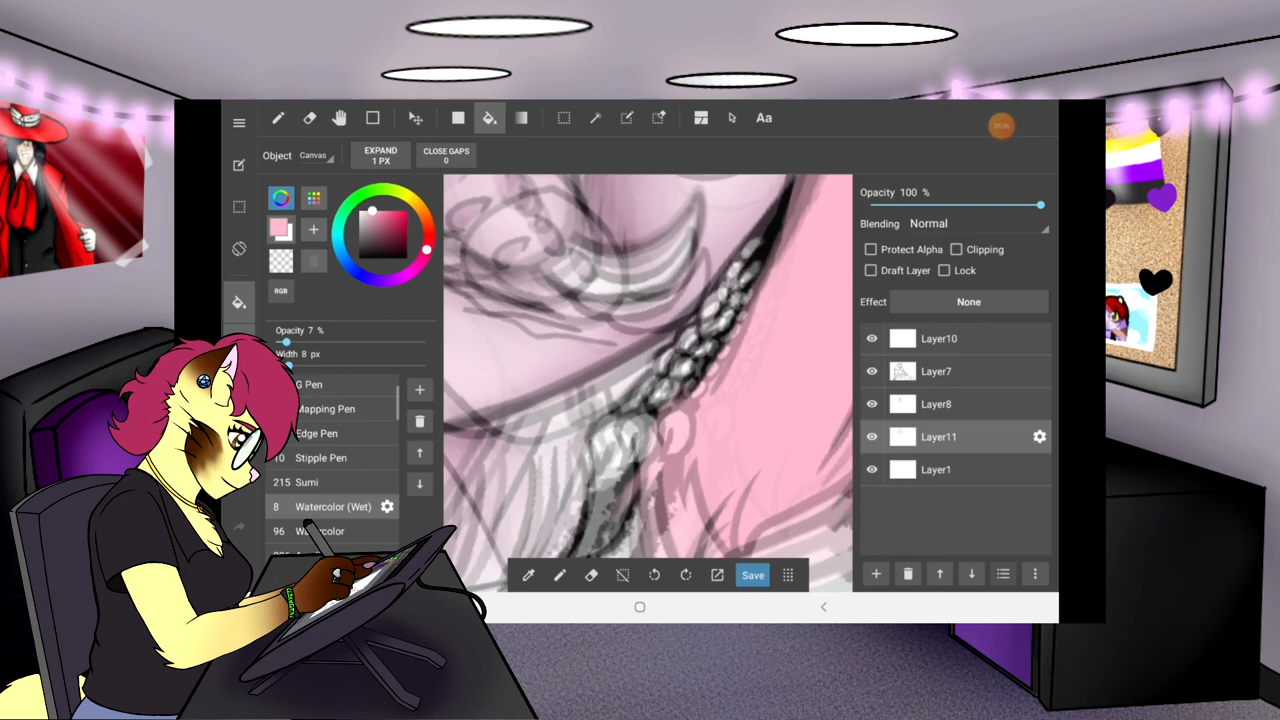 Aa
Object Canvas
EXPAND
1 PX
CLOSE GAPS
0
RGB
Opacity 7 %
Width 8 px
G Pen
Mapping Pen
Edge Pen
Stipple Pen
215 Sumi
8 Watercolor (Wet)
96
Opacity 100 %
Blending Normal
Protect Alpha
Clipping
Draft Layer
Lock
Effect None
Layer10
Layer7
Layer8
Layer11
Layer1
Save